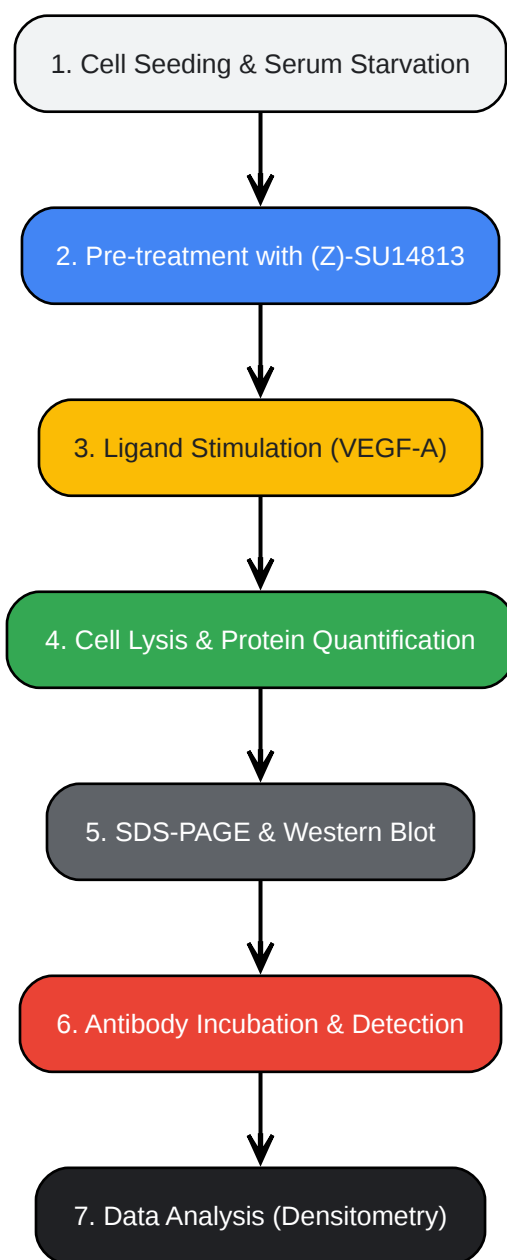 1. Cell Seeding & Serum Starvation
2. Pre-treatment with (Z)-SU14813
3. Ligand Stimulation (VEGF-A)
4. Cell Lysis & Protein Quantification
5. SDS-PAGE & Western Blot
6. Antibody Incubation & Detection
7. Data Analysis (Densitometry)